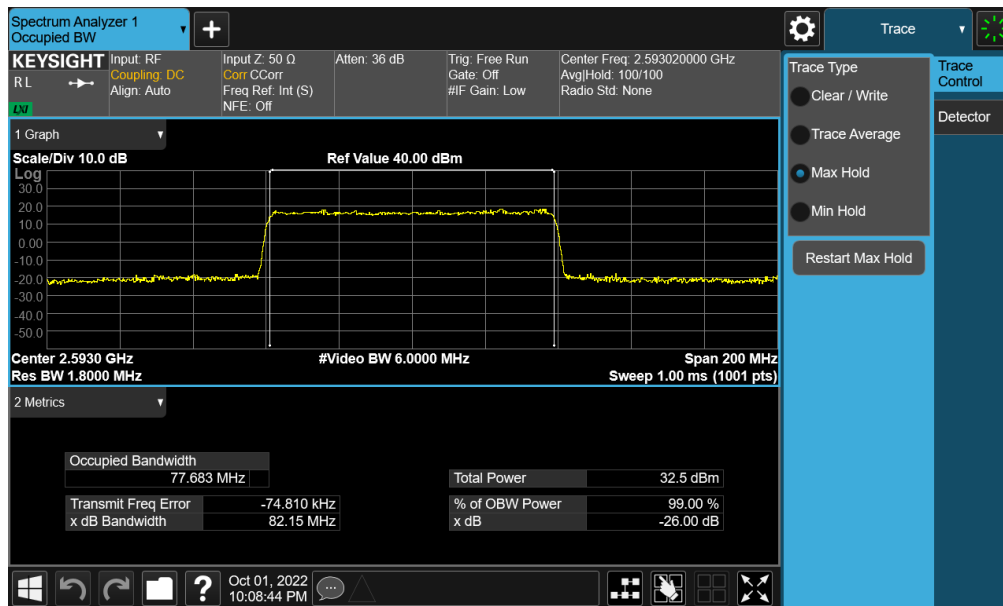 Spectrum Analyzer 1
Occupied BW
+
Trace
KEYSIGHT
R L
LXI
Input: RF
Coupling: DC
Align: Auto
Input Z: 50 Ω
Corr CCorr
Freq Ref: Int (S)
NFE: Off
Atten: 36 dB
Trig: Free Run
Gate: Off
#IF Gain: Low
Center Freq: 2.593020000 GHz
Avg|Hold: 100/100
Radio Std: None
Trace Type
Clear / Write
Trace Average
Max Hold
Min Hold
Restart Max Hold
Trace
Control
Detector
1 Graph
Scale/Div 10.0 dB
Ref Value 40.00 dBm
Log
30.0
20.0
10.0
0.00
-10.0
-20.0
-30.0
-40.0
-50.0
Center 2.5930 GHz
#Video BW 6.0000 MHz
Span 200 MHz
Res BW 1.8000 MHz
Sweep 1.00 ms (1001 pts)
2 Metrics
Occupied Bandwidth
77.683 MHz
Total Power 32.5 dBm
Transmit Freq Error -74.810 kHz
% of OBW Power 99.00 %
x dB Bandwidth 82.15 MHz
x dB -26.00 dB
?
Oct 01, 2022
10:08:44 PM